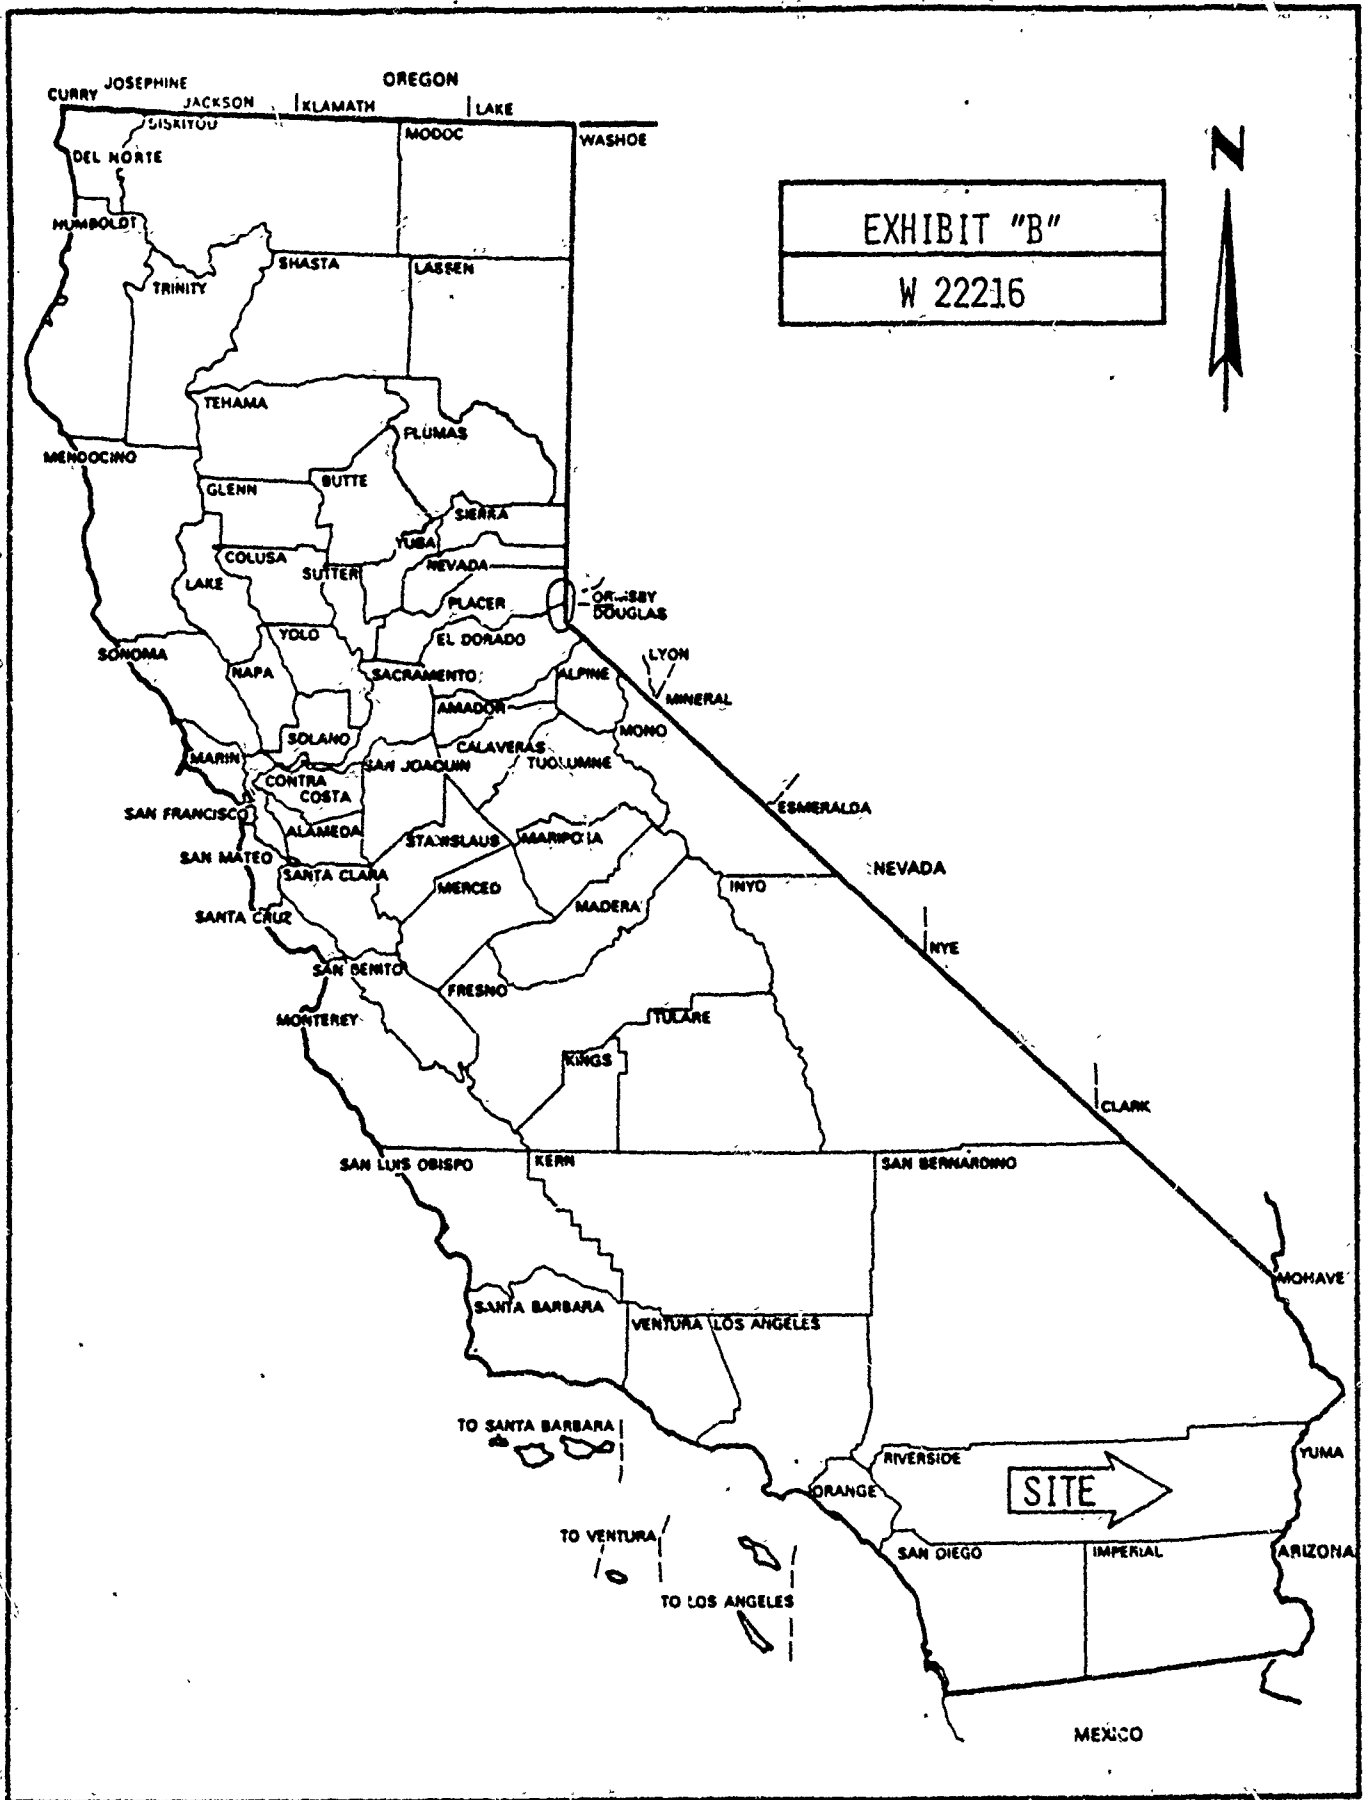 OREGON
JOSEPHINE
CURRY
JACKSON
KLAMATH
LAKE
SISKIYOU
MODOC
WASHOE
DEL NORTE
N
HUMBOLDT
EXHIBIT "B"
W 22216
SHASTA
LASSEN
TRINITY
TEHAMA
PLUMAS
MENDOCINO
BUTTE
GLENN
SIERRA
YUBA
COLUSA
SUTTER
NEVADA
LAKE
PLACER
ORMSBY
DOUGLAS
YOLO
EL DORADO
SONOMA
LYON
NAPA
SACRAMENTO
ALPINE
MINERAL
AMADOR
MONO
SOLANO
CALAVERAS
MARIN
SAN JOAQUIN
TUOLUMNE
CONTRA
COSTA
SAN FRANCISCO
ESMERALDA
ALAMEDA
STANISLAUS
MARIPOSA
SAN MATEO
SANTA CLARA
NEVADA
MERCED
INYO
MADERA
SANTA CRUZ
NYE
SAN BENITO
FRESNO
MONTEREY
TULARE
KINGS
CLARK
SAN LUIS OBISPO
KERN
SAN BERNARDINO
MOHAVE
SANTA BARBARA
VENTURA
LOS ANGELES
TO SANTA BARBARA
RIVERSIDE
YUMA
ORANGE
SITE
TO VENTURA
SAN DIEGO
IMPERIAL
ARIZONA
TO LOS ANGELES
MEXICO